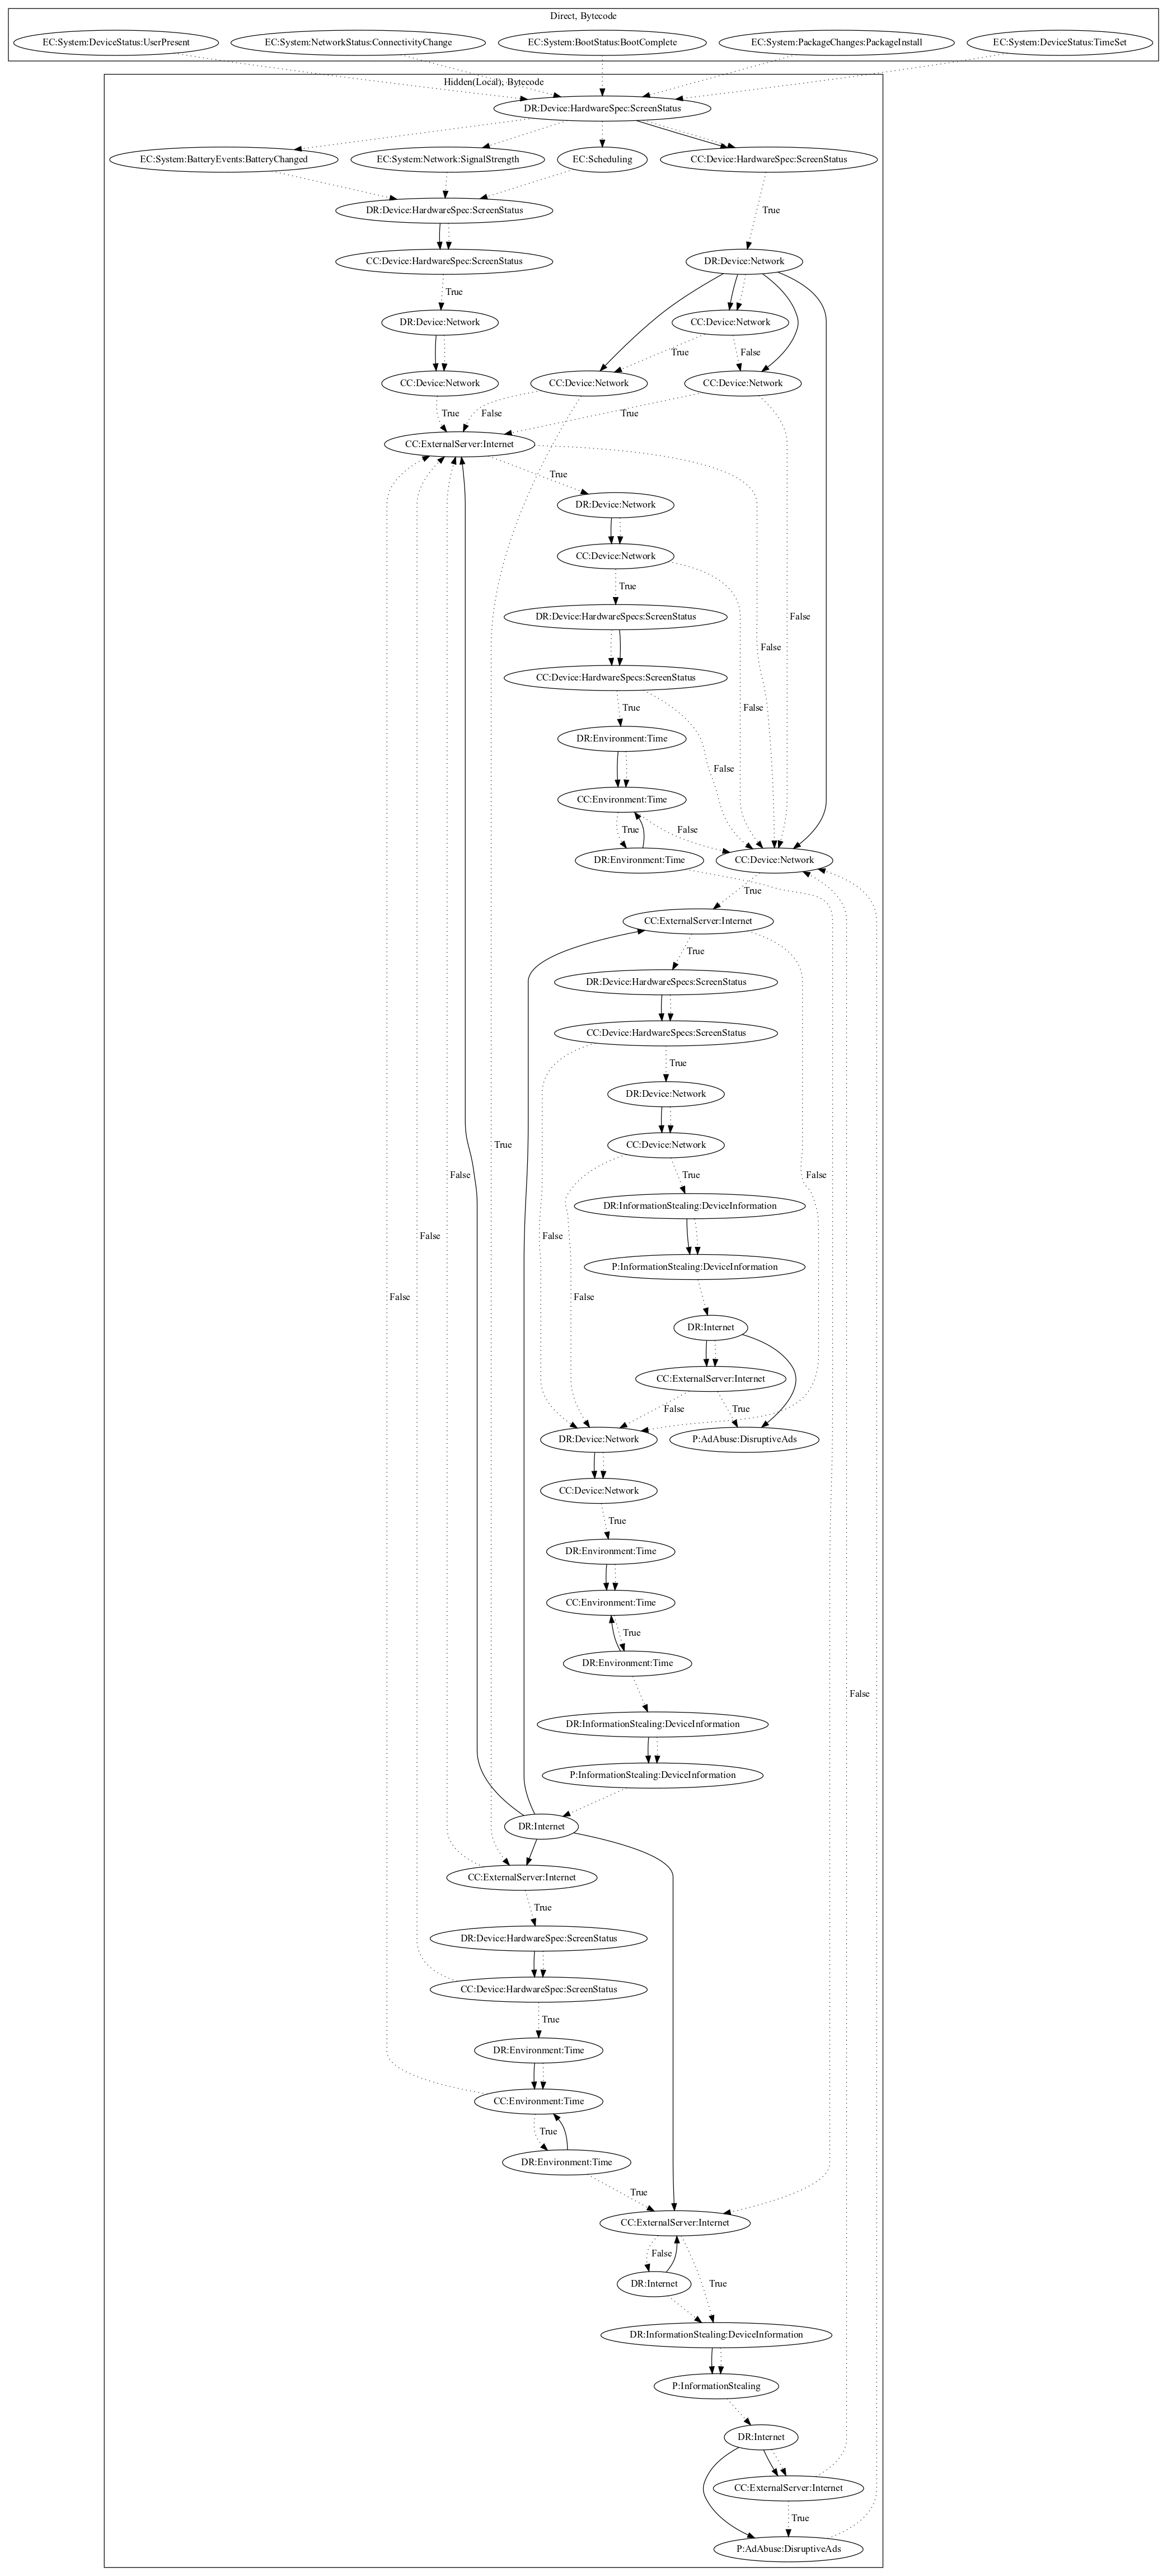 Direct, Bytecode
EC:System:DeviceStatus:UserPresent
EC:System:NetworkStatus:ConnectivityChange
EC:System:BootStatus:BootComplete
EC:System:PackageChanges:PackageInstall
EC:System:DeviceStatus:TimeSet
Hidden(Local), Bytecode
DR:Device:HardwareSpec:ScreenStatus
EC:System:BatteryEvents:BatteryChanged
EC:System:Network:SignalStrength
EC:Scheduling
CC:Device:HardwareSpec:ScreenStatus
DR:Device:HardwareSpec:ScreenStatus
True
CC:Device:HardwareSpec:ScreenStatus
DR:Device:Network
True
DR:Device:Network
CC:Device:Network
True
False
CC:Device:Network
CC:Device:Network
CC:Device:Network
True
False
True
CC:ExternalServer:Internet
True
DR:Device:Network
CC:Device:Network
True
DR:Device:HardwareSpecs:ScreenStatus
False
False
CC:Device:HardwareSpecs:ScreenStatus
True
False
DR:Environment:Time
False
CC:Environment:Time
True
False
DR:Environment:Time
CC:Device:Network
True
CC:ExternalServer:Internet
True
DR:Device:HardwareSpecs:ScreenStatus
CC:Device:HardwareSpecs:ScreenStatus
True
DR:Device:Network
CC:Device:Network
True
False
True
False
DR:InformationStealing:DeviceInformation
False
False
P:InformationStealing:DeviceInformation
False
False
DR:Internet
CC:ExternalServer:Internet
False
True
DR:Device:Network
P:AdAbuse:DisruptiveAds
CC:Device:Network
True
DR:Environment:Time
CC:Environment:Time
True
DR:Environment:Time
False
DR:InformationStealing:DeviceInformation
P:InformationStealing:DeviceInformation
DR:Internet
CC:ExternalServer:Internet
True
DR:Device:HardwareSpec:ScreenStatus
CC:Device:HardwareSpec:ScreenStatus
True
DR:Environment:Time
CC:Environment:Time
True
DR:Environment:Time
True
CC:ExternalServer:Internet
False
True
DR:Internet
DR:InformationStealing:DeviceInformation
P:InformationStealing
DR:Internet
CC:ExternalServer:Internet
True
P:AdAbuse:DisruptiveAds